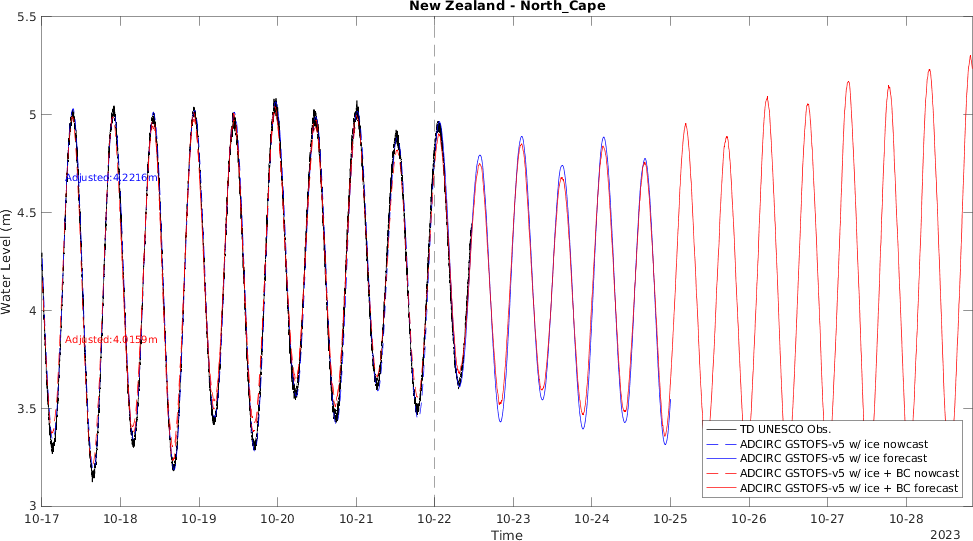 New Zealand - North_Cape
5.5
5
4.5
4
3.5
3
Water Level (m)
Adjusted:4.2216m
Adjusted:4.0159m
TD UNESCO Obs.
ADCIRC GSTOFS-v5 w/ ice nowcast
ADCIRC GSTOFS-v5 w/ ice forecast
ADCIRC GSTOFS-v5 w/ ice + BC nowcast
ADCIRC GSTOFS-v5 w/ ice + BC forecast
10-17 10-18 10-19 10-20 10-21 10-22 10-23 10-24 10-25 10-26 10-27 10-28
Time
2023